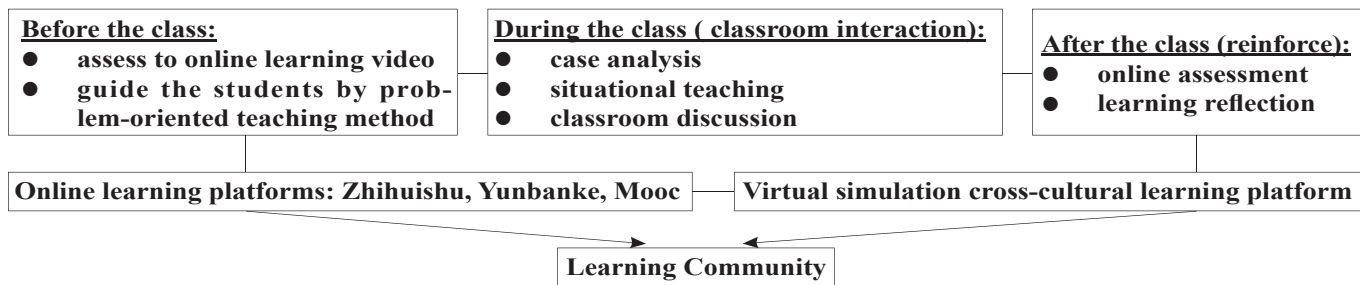 Before the class:
● assess to online learning video
● guide the students by prob-
lem-oriented teaching method
During the class ( classroom interaction):
● case analysis
● situational teaching
● classroom discussion
After the class (reinforce):
● online assessment
● learning reflection
Online learning platforms: Zhihuishu, Yunbanke, Mooc
Virtual simulation cross-cultural learning platform
Learning Community